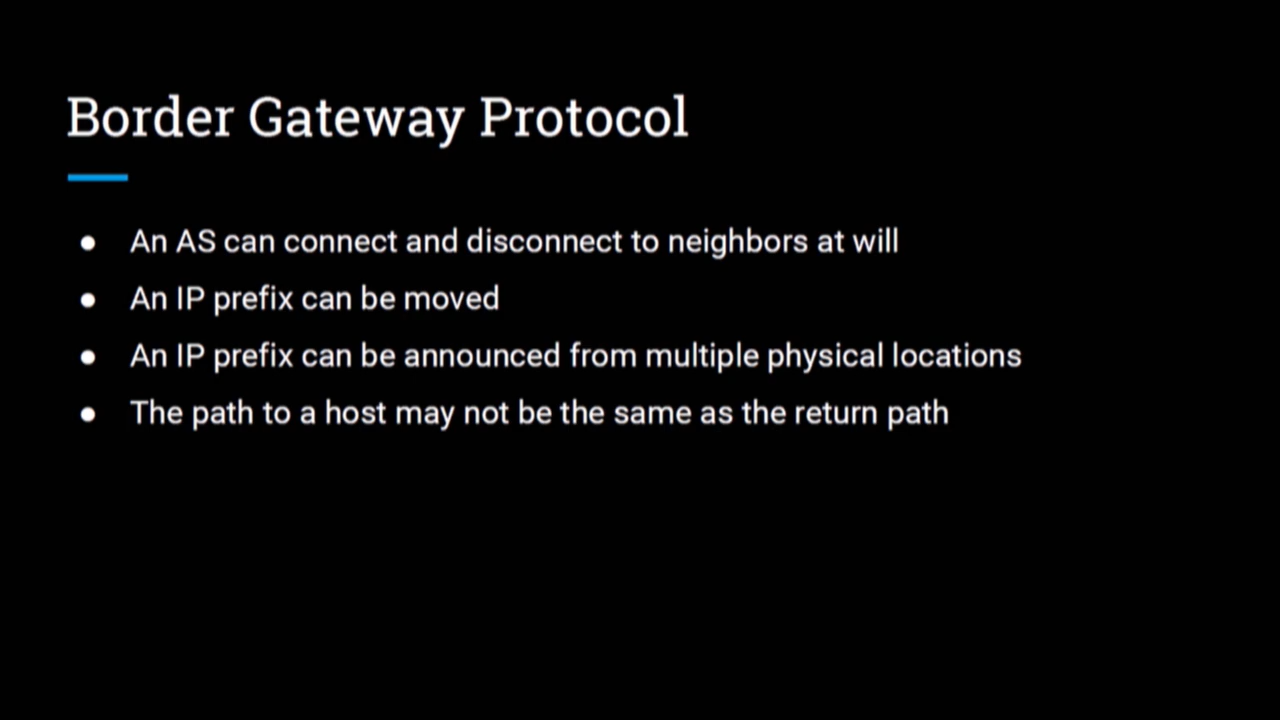 Border Gateway Protocol
● An AS can connect and disconnect to neighbors at will
● An IP prefix can be moved
● An IP prefix can be announced from multiple physical locations
● The path to a host may not be the same as the return path